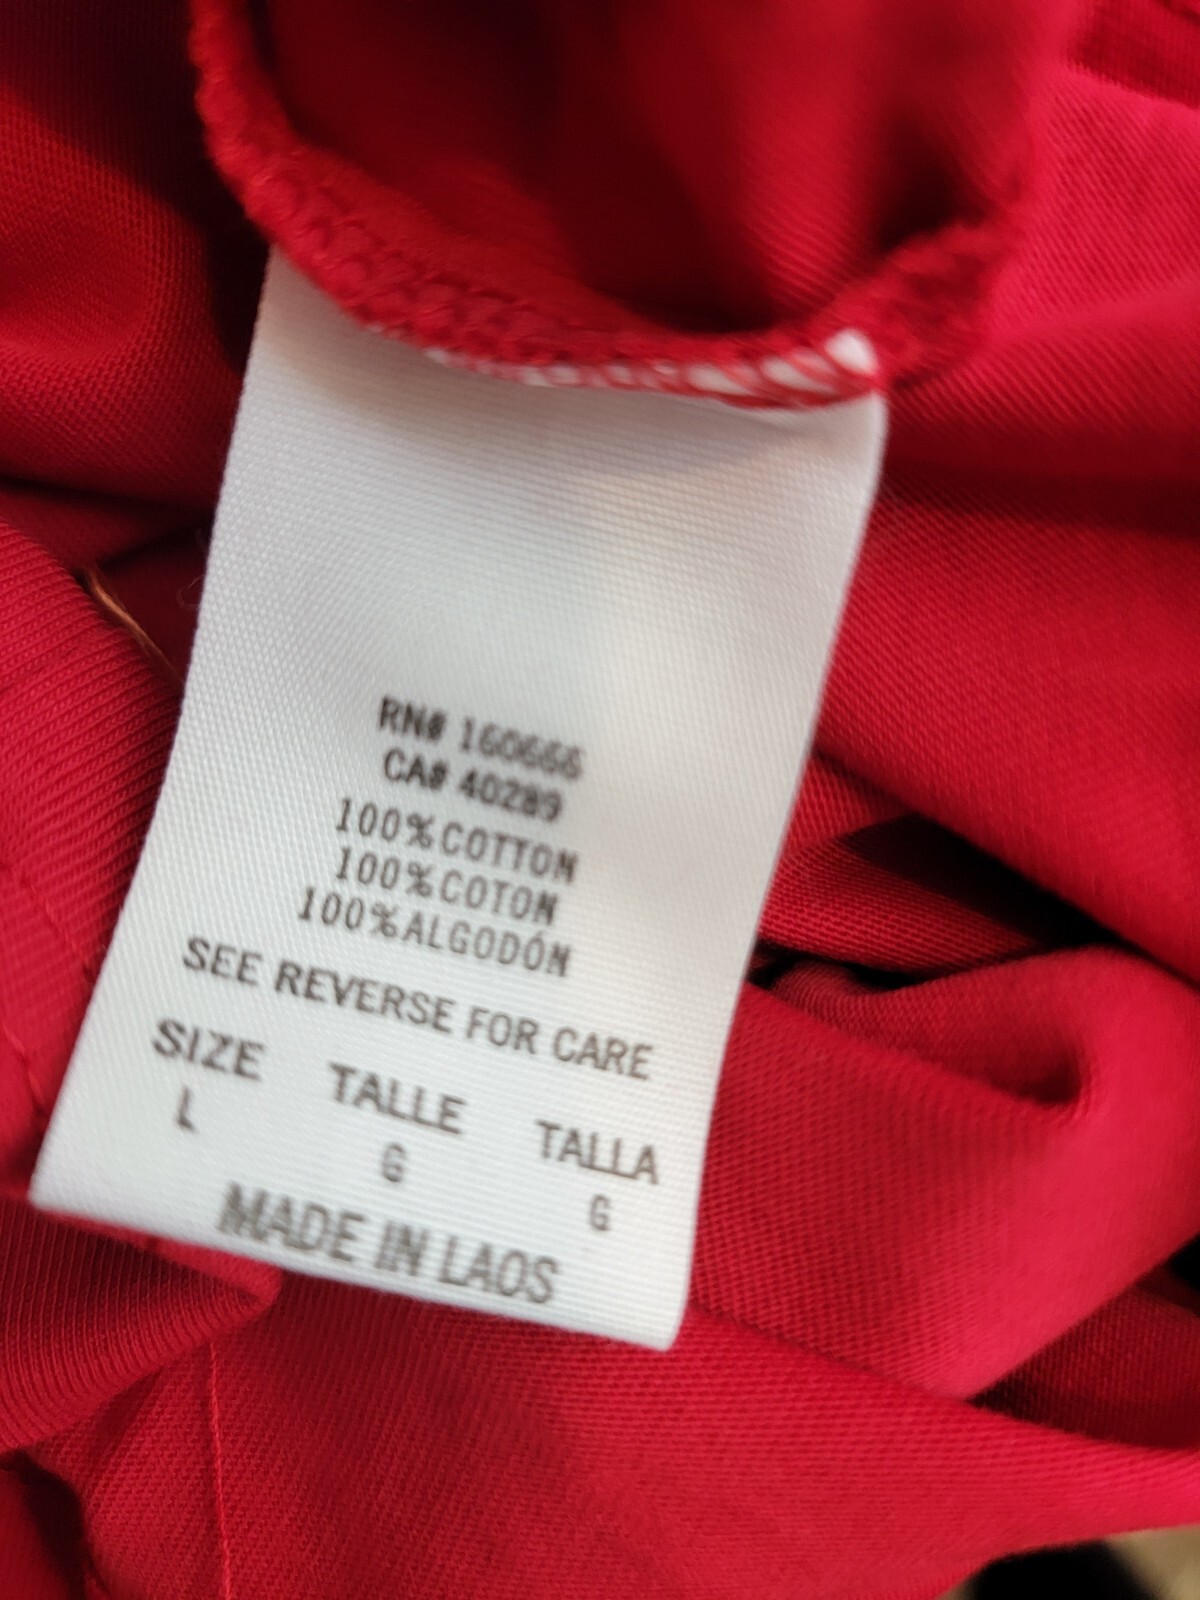 RN# 160666
CA# 40289
100%COTTON
100%COTON
100%ALGODÓN
SEE REVERSE FOR CARE
SIZE TALLE TALLA
L G G
MADE IN LAOS